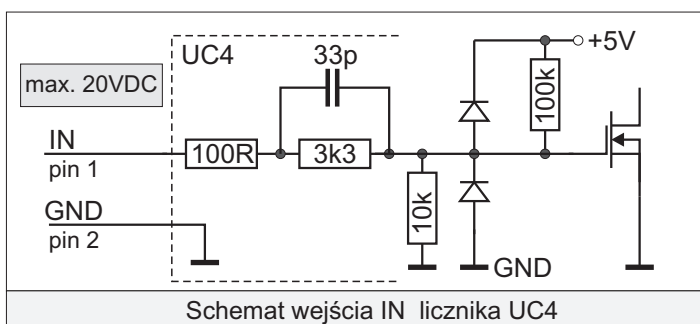 UC4
33p
+5V
max. 20VDC
100k
IN
100R
3k3
pin 1
GND
10k
pin 2
GND
Schemat wejścia IN licznika UC4